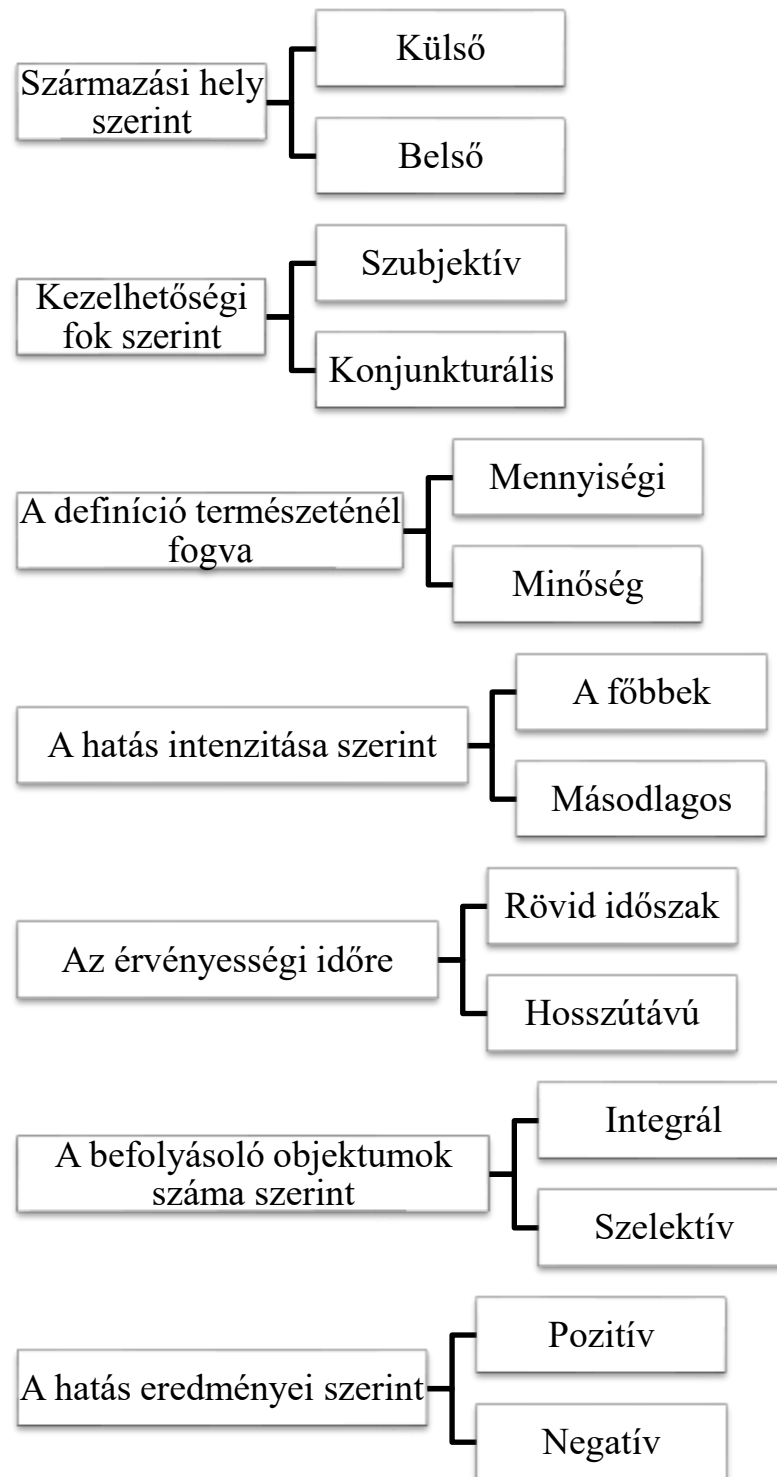 Származási hely
szerint
Külső
Belső
Kezelhetőségi
fok szerint
Szubjektív
Konjunkturális
A definíció természeténél
fogva
Mennyiségi
Minőség
A hatás intenzitása szerint
A főbbek
Másodlagos
Az érvényességi időre
Rövid időszak
Hosszútávú
A befolyásoló objektumok
száma szerint
Integrál
Szelektív
A hatás eredményei szerint
Pozitív
Negatív